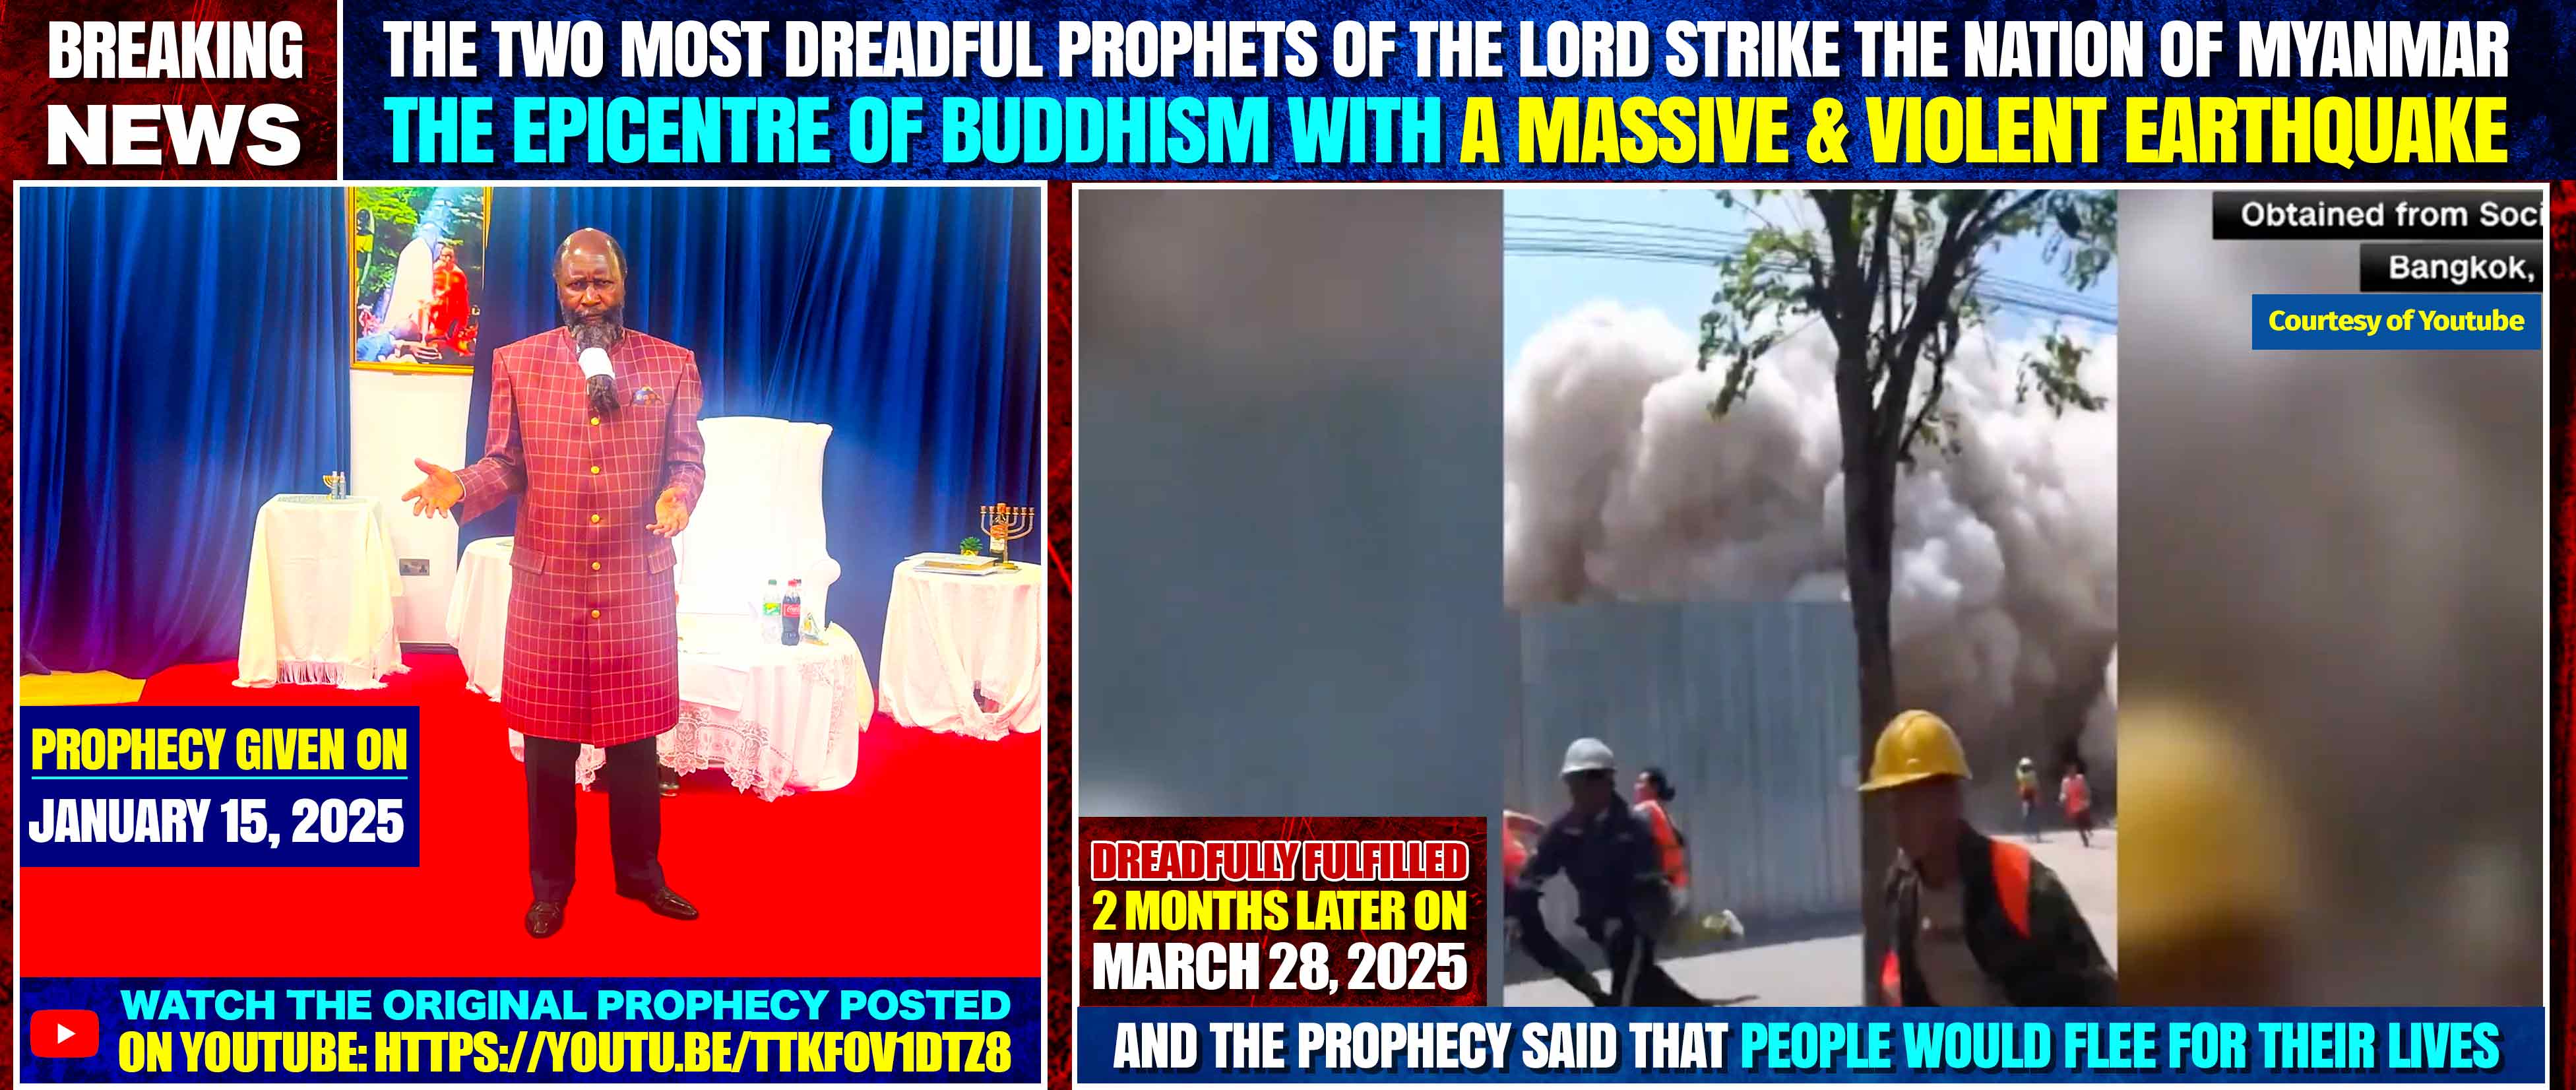 BREAKING
NEWS
THE TWO MOST DREADFUL PROPHETS OF THE LORD STRIKE THE NATION OF MYANMAR
THE EPICENTRE OF BUDDHISM WITH A MASSIVE & VIOLENT EARTHQUAKE
PROPHECY GIVEN ON
JANUARY 15, 2025
WATCH THE ORIGINAL PROPHECY POSTED
ON YOUTUBE: HTTPS://YOUTU.BE/TTKFOV1DTZ8
Obtained from Soci
Bangkok,
Courtesy of Youtube
DREADFULLY FULFILLED
2 MONTHS LATER ON
MARCH 28, 2025
AND THE PROPHECY SAID THAT PEOPLE WOULD FLEE FOR THEIR LIVES